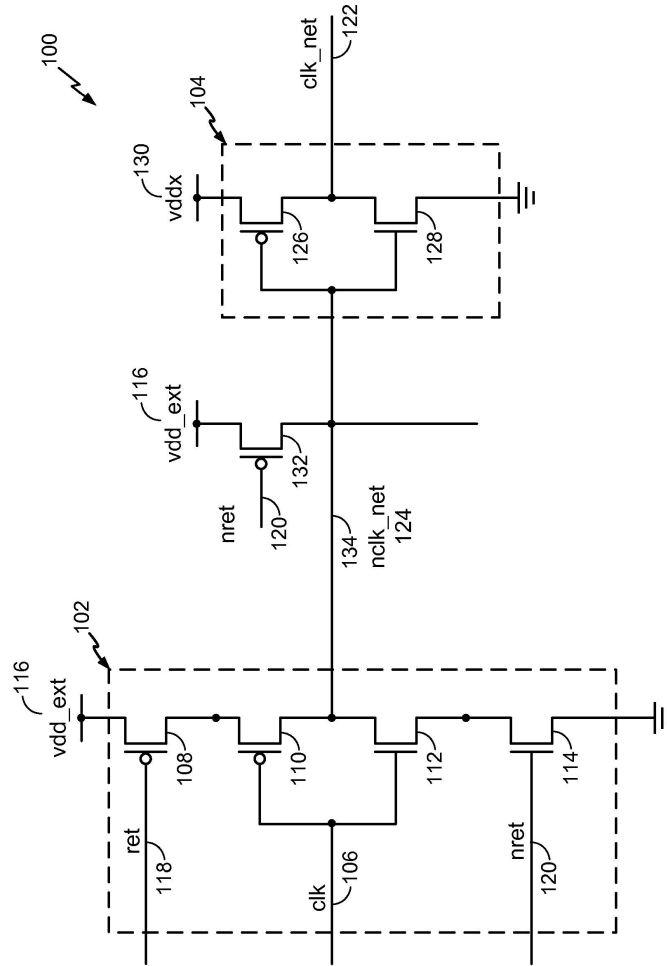 100
102
116
vdd_ext
108
110
112
114
ret
118
clk
106
nret
120
116
vdd_ext
132
nret
120
134
nclk_net
124
104
130
vddx
126
128
clk_net
122